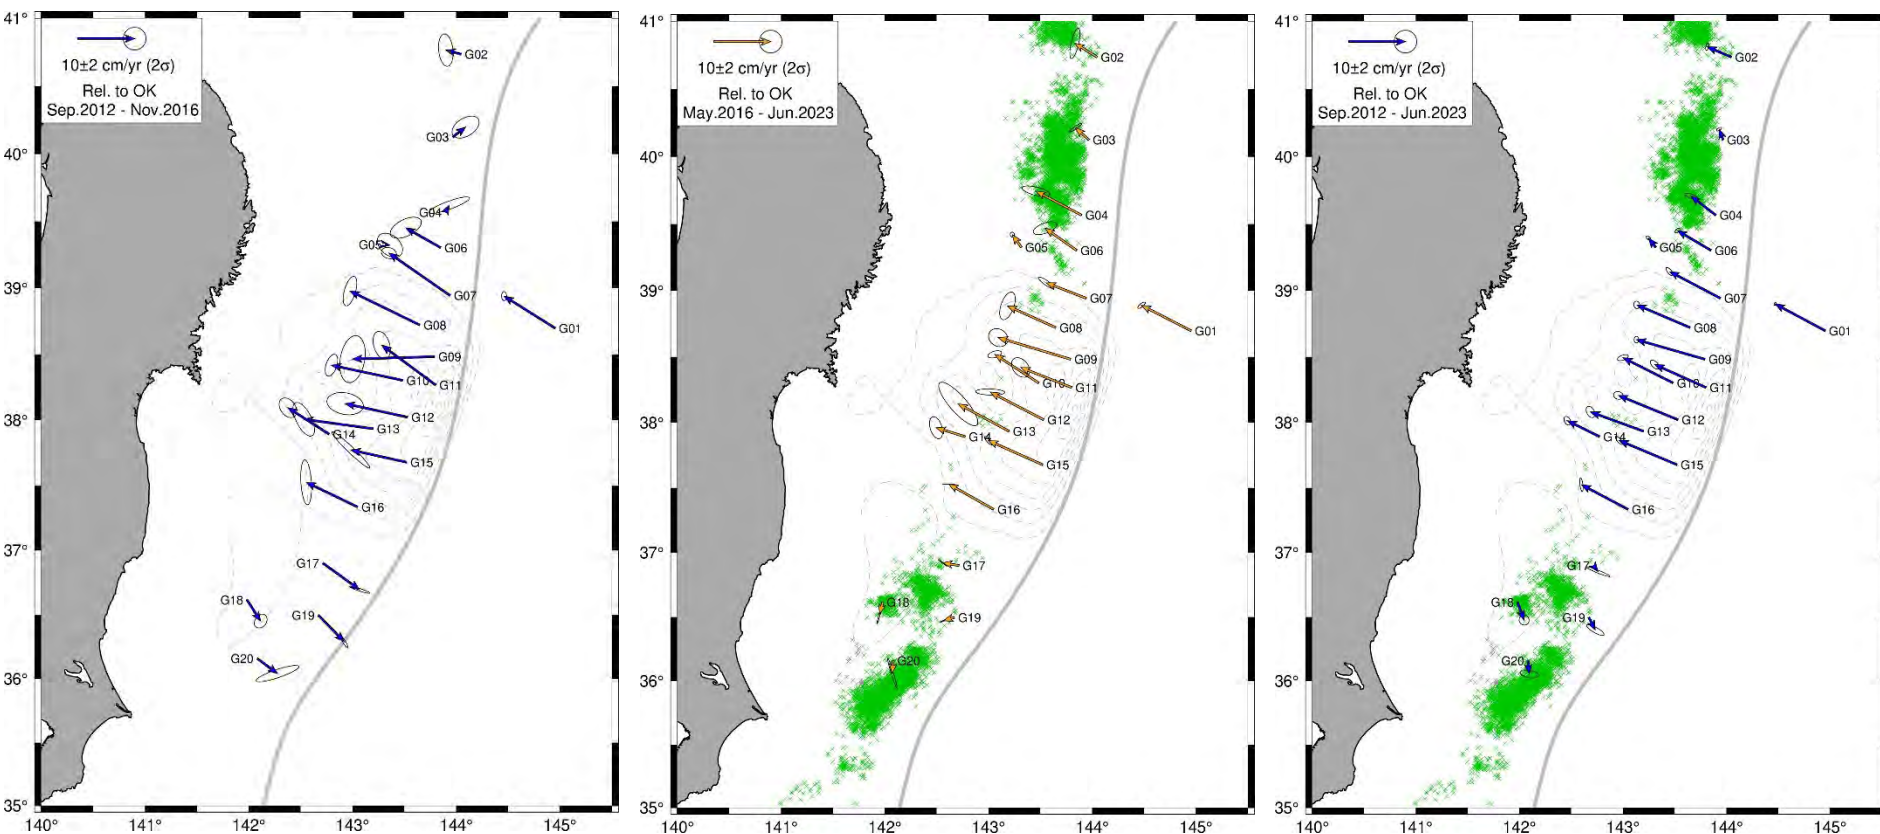 41°
40°
39°
38°
37°
36°
35°
140°
141°
142°
143°
144°
145°
10±2 cm/yr (2σ)
Rel. to OK
Sep.2012 - Nov.2016
G02
G03
G04
G05
G06
G07
G01
G08
G09
G10
G11
G12
G13
G14
G15
G16
G17
G18
G19
G20
41°
40°
39°
38°
37°
36°
35°
140°
141°
142°
143°
144°
145°
10±2 cm/yr (2σ)
Rel. to OK
May.2016 - Jun.2023
G02
G03
G04
G05
G06
G07
G01
G08
G09
G10
G11
G12
G13
G14
G15
G16
G17
G18
G19
G20
41°
40°
39°
38°
37°
36°
35°
140°
141°
142°
143°
144°
145°
10±2 cm/yr (2σ)
Rel. to OK
Sep.2012 - Jun.2023
G02
G03
G04
G05
G06
G07
G01
G08
G09
G10
G11
G12
G13
G14
G15
G16
G17
G18
G19
G20